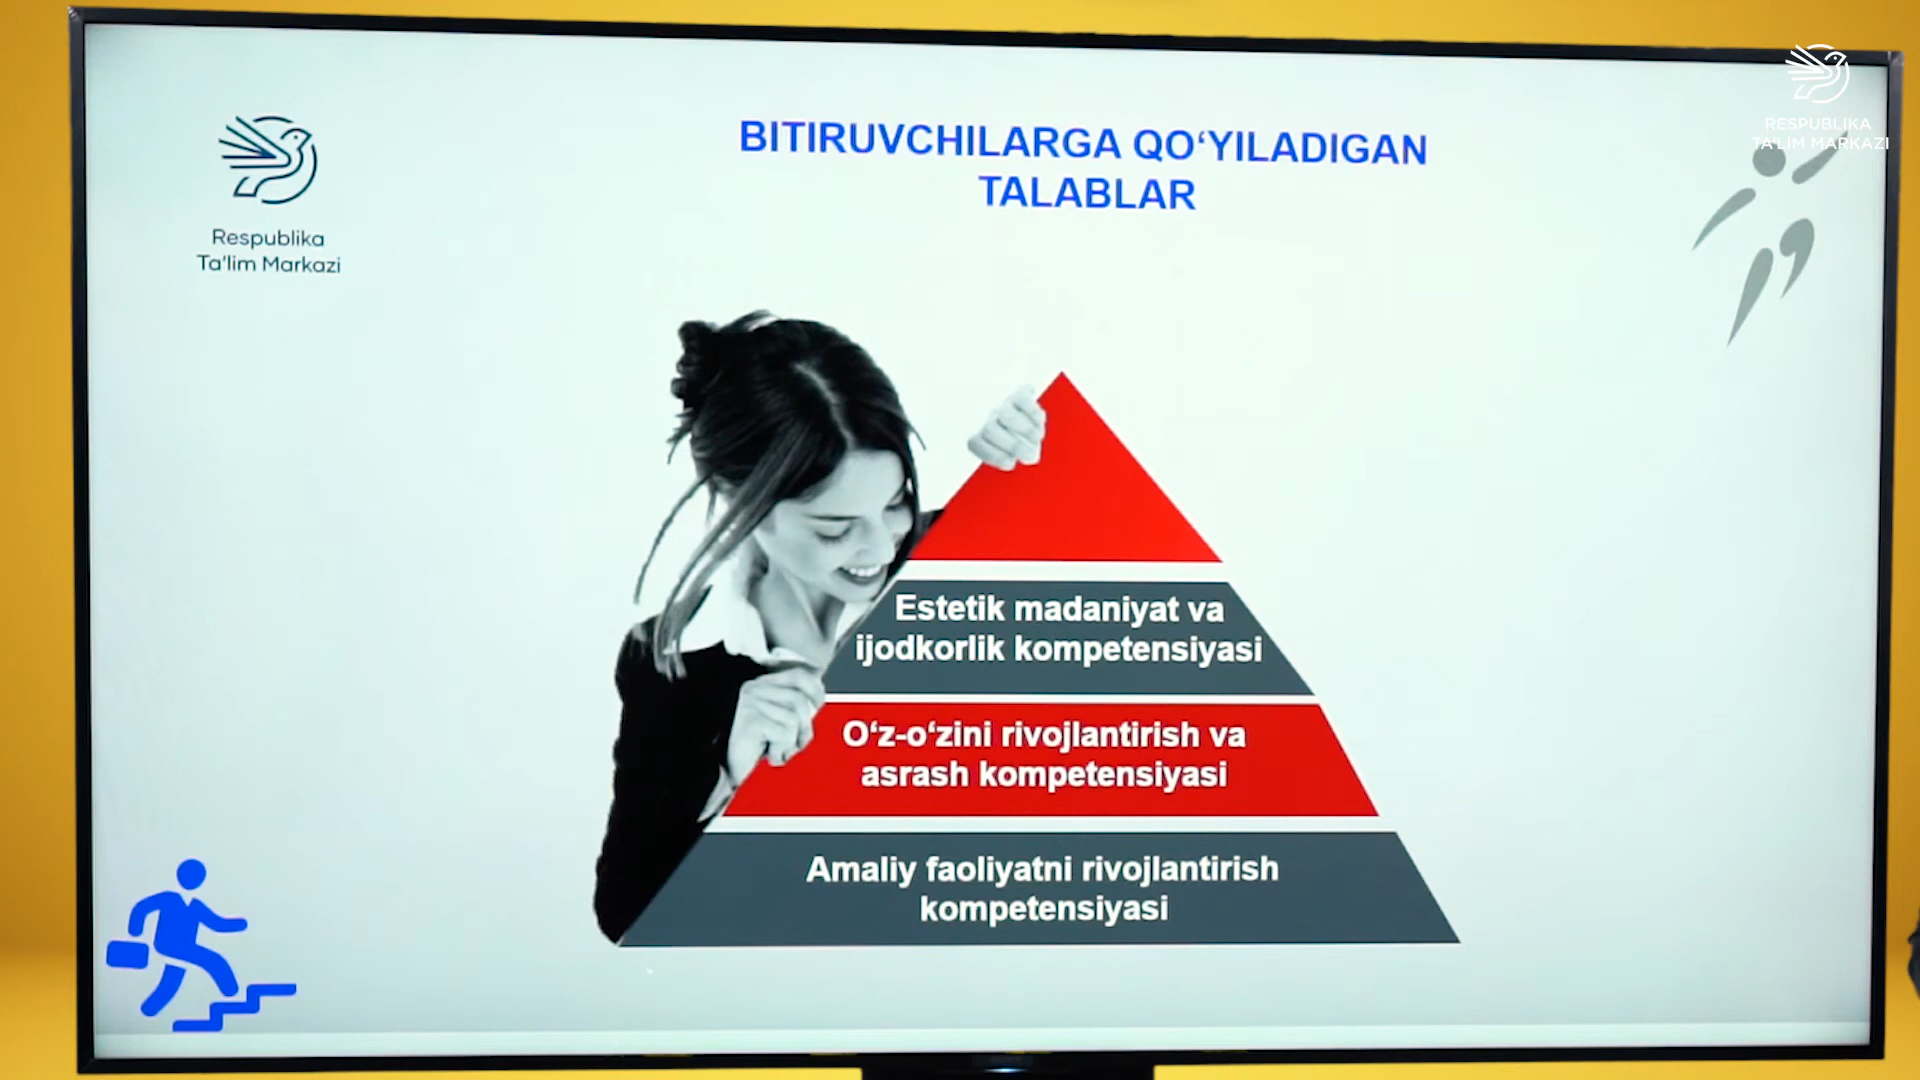 BITIRUVCHILARGA QO‘YILADIGAN
TALABLAR
Respublika
Ta'lim Markazi
RESPUBLIKA
TA'LIM MARKAZI
Estetik madaniyat va
ijodkorlik kompetensiyasi
O‘z-o‘zini rivojlantirish va
asrash kompetensiyasi
Amaliy faoliyatni rivojlantirish
kompetensiyasi